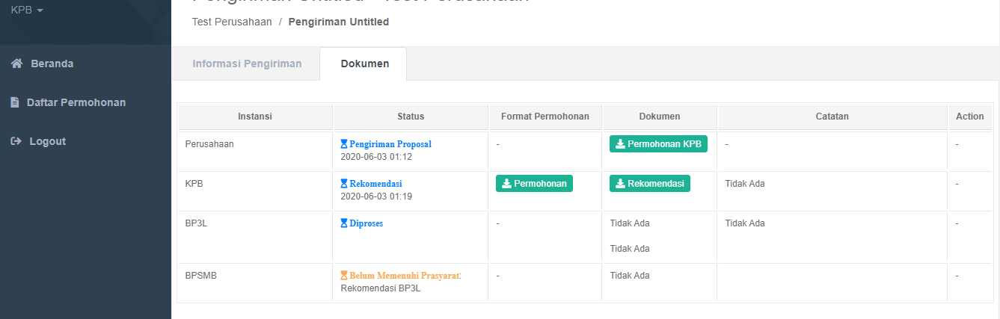 KPB
Pengiriman Untitled - Test Perusahaan
Test Perusahaan / Pengiriman Untitled
Beranda
Daftar Permohonan
Logout
Informasi Pengiriman
Dokumen
Instansi Status Format Permohonan Dokumen Catatan Action
Perusahaan Pengiriman Proposal - Permohonan KPB - -
2020-06-03 01:12
KPB Rekomendasi Permohonan Rekomendasi Tidak Ada -
2020-06-03 01:19
BP3L Diproses - Tidak Ada Tidak Ada -
Tidak Ada
BPSMB Belum Memenuhi Prasyarat: - Tidak Ada -
Rekomendasi BP3L